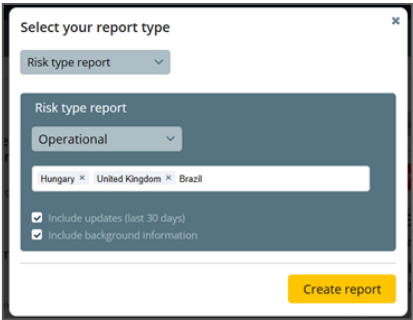 Select your report type
Risk type report
Risk type report
Operational
Hungary × United Kingdom × Brazil
Include updates (last 30 days)
Include background information
Create report